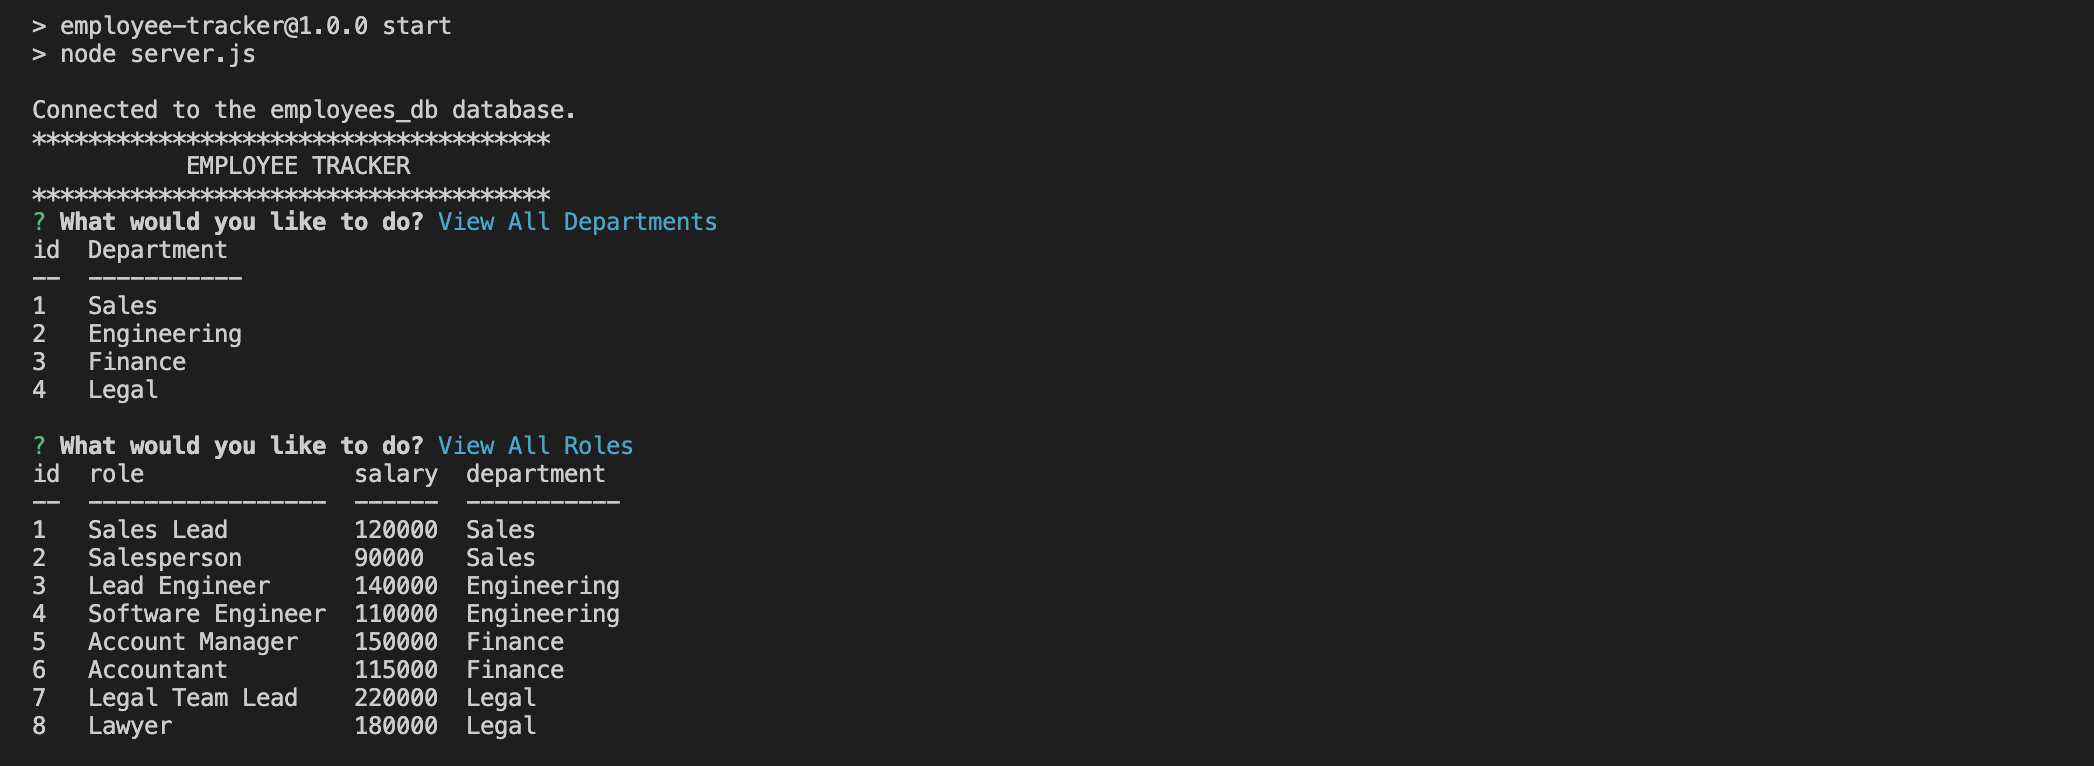 > employee-tracker@1.0.0 start
> node server.js

Connected to the employees_db database.
*************************************
           EMPLOYEE TRACKER
*************************************
? What would you like to do? View All Departments
id  Department
--  -----------
1   Sales
2   Engineering
3   Finance
4   Legal

? What would you like to do? View All Roles
id  role               salary  department
--  -----------------  ------  -----------
1   Sales Lead         120000  Sales
2   Salesperson        90000   Sales
3   Lead Engineer      140000  Engineering
4   Software Engineer  110000  Engineering
5   Account Manager    150000  Finance
6   Accountant         115000  Finance
7   Legal Team Lead    220000  Legal
8   Lawyer             180000  Legal